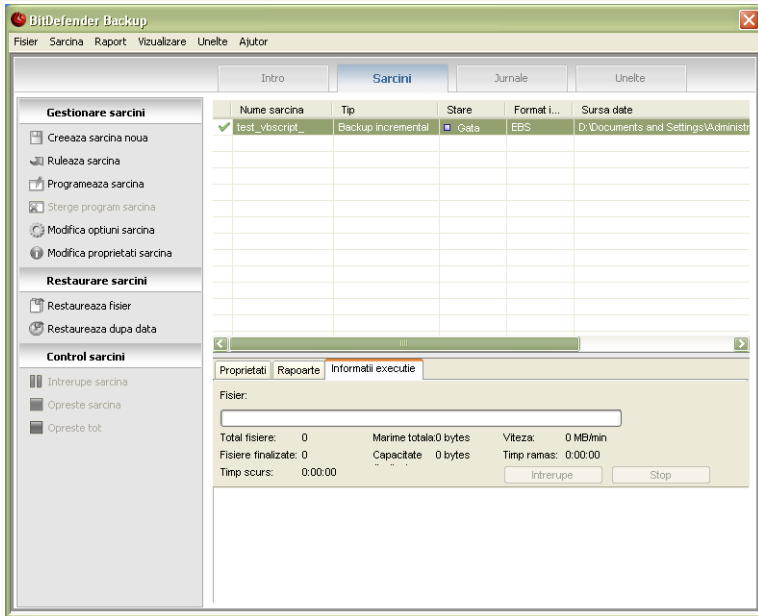 BitDefender Backup
Fisier Sarcina Raport Vizualizare Unelte Ajutor
Intro Sarcini Jurnale Unelte
Gestionare sarcini
Creeaza sarcina noua
Ruleaza sarcina
Programeaza sarcina
Sterge program sarcina
Modifica optiuni sarcina
Modifica proprietati sarcina
Restaurare sarcini
Restaureaza fisier
Restaureaza dupa data
Control sarcini
Intrerupe sarcina
Opreste sarcina
Opreste tot
Nume sarcina Tip Stare Format i... Sursa date
test_vbscript_ Backup incremental Gata EBS D:\Documents and Settings\Administr
Proprietati Rapoarte Informatii executie
Fisier:
Total fisiere: 0 Marime totala: 0 bytes Viteza: 0 MB/min
Fisiere finalizate: 0 Capacitate 0 bytes Timp ramas: 0:00:00
Timp scurs: 0:00:00
Intrerupe Stop